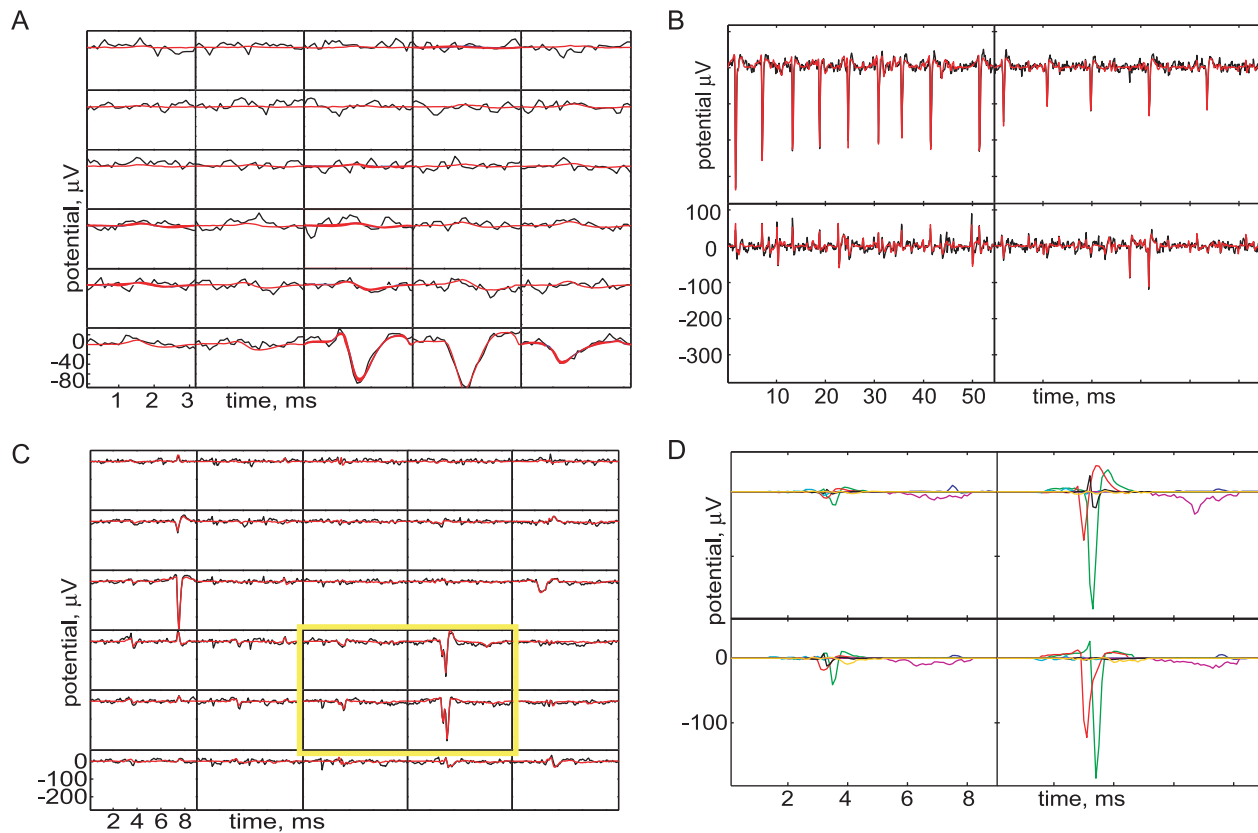 A
potential, µV
0
-40
-80
1 2 3 time, ms
B
potential µV
100
0
-100
-200
-300
10 20 30 40 50 time, ms
C
potential, µV
0
-100
-200
2 4 6 8 time, ms
D
potential, µV
0
-100
2 4 6 8 time, ms